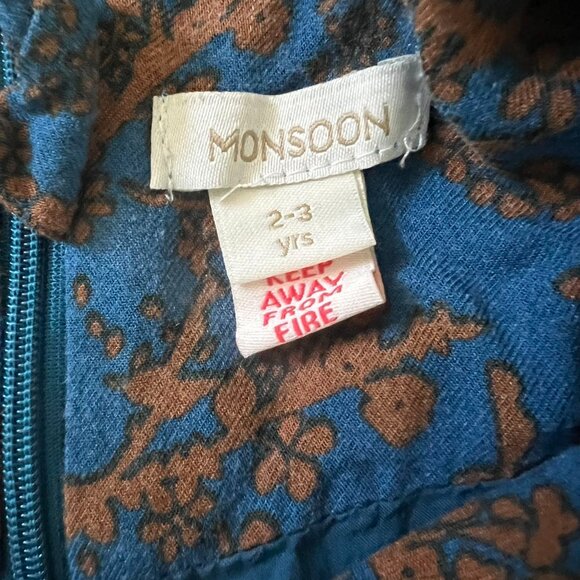 MONSOON
2-3
yrs
KEEP
AWAY
FROM
FIRE